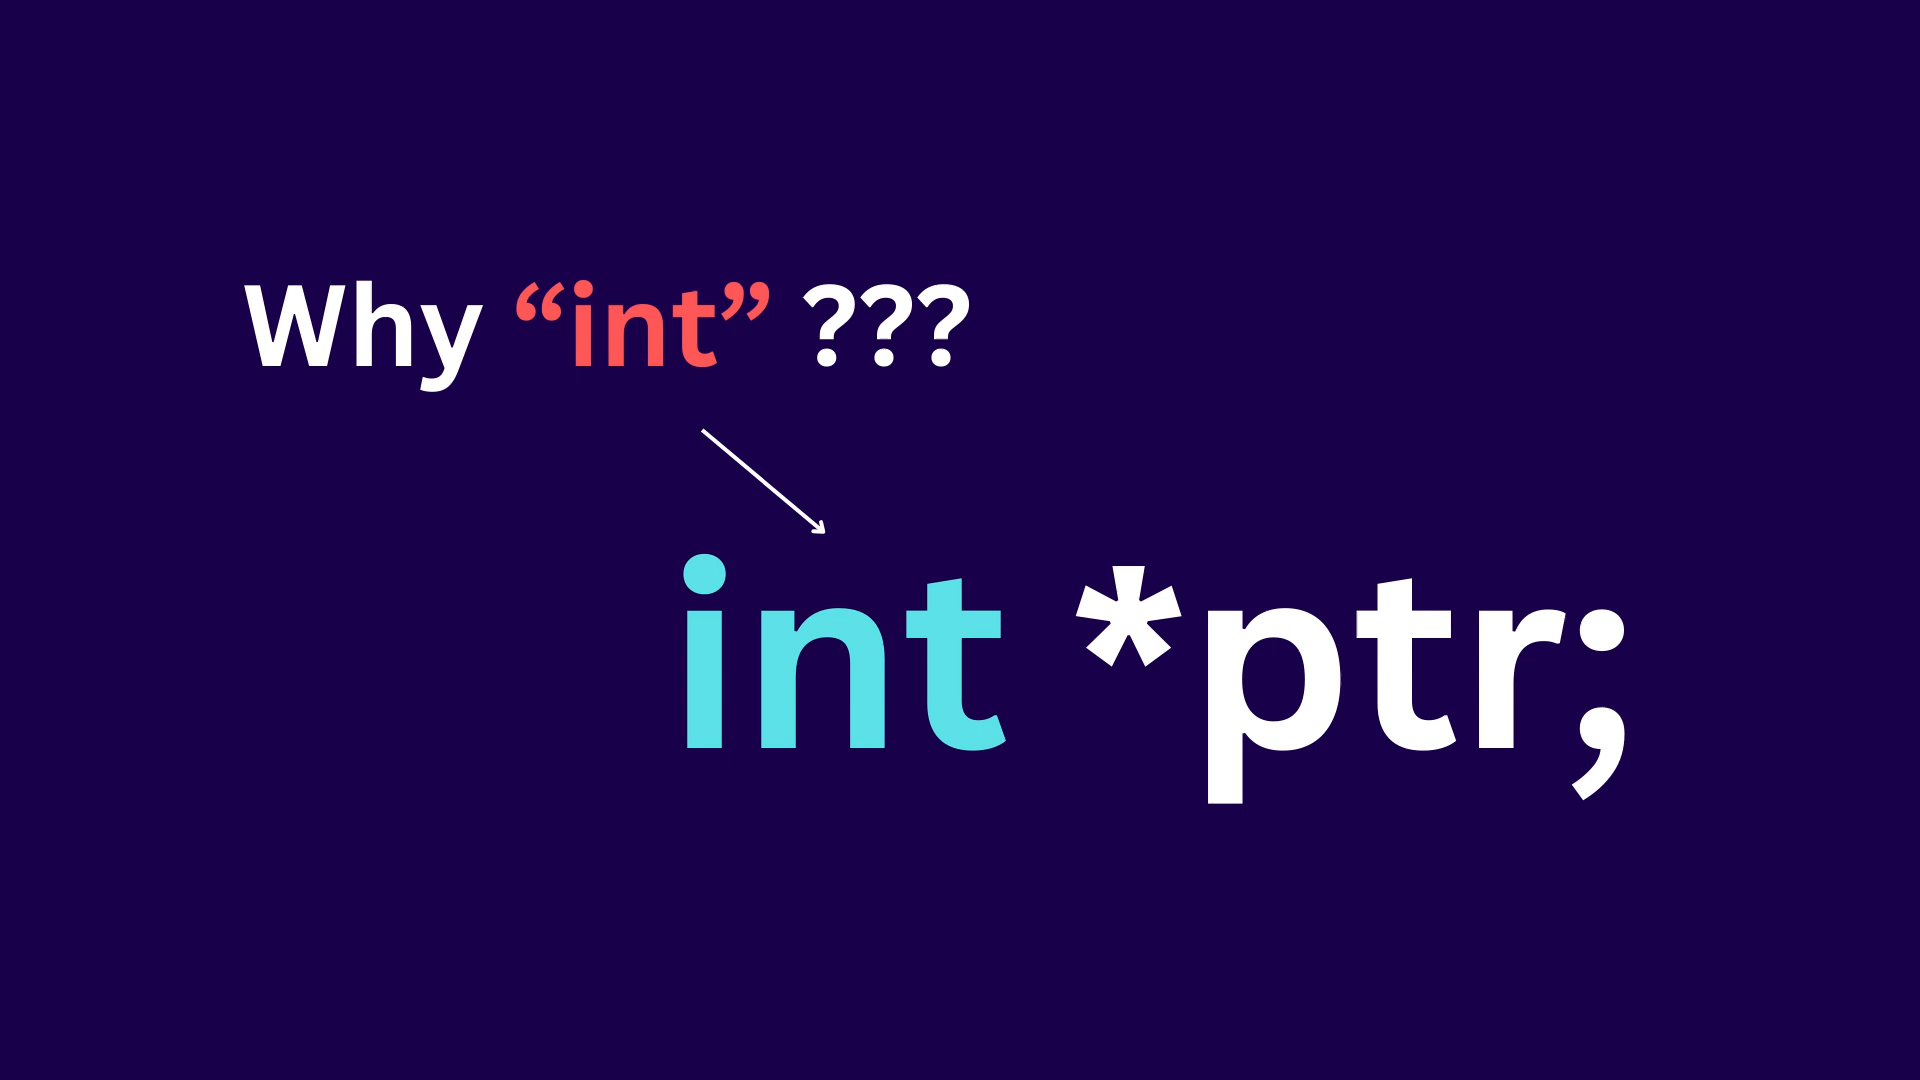 Why “int” ???
int *ptr;